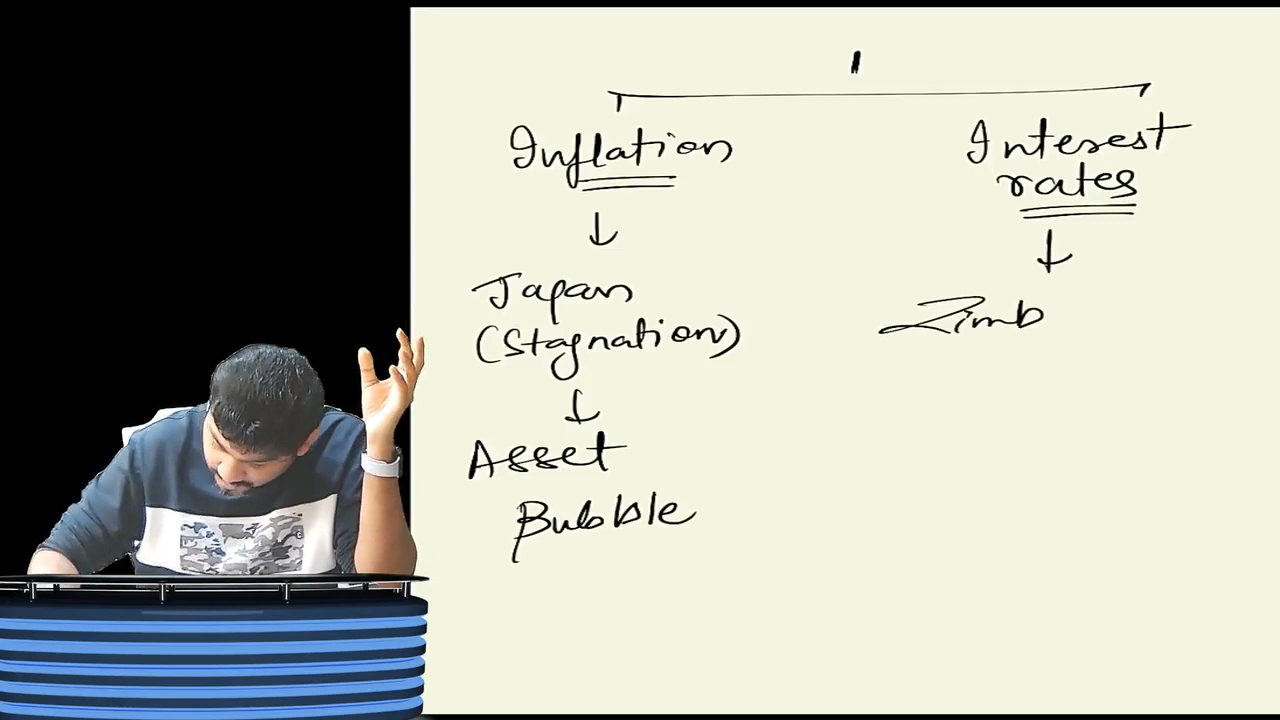 Inflation
Interest
rates
Japan
(Stagnation)
Zimb
Asset
Bubble